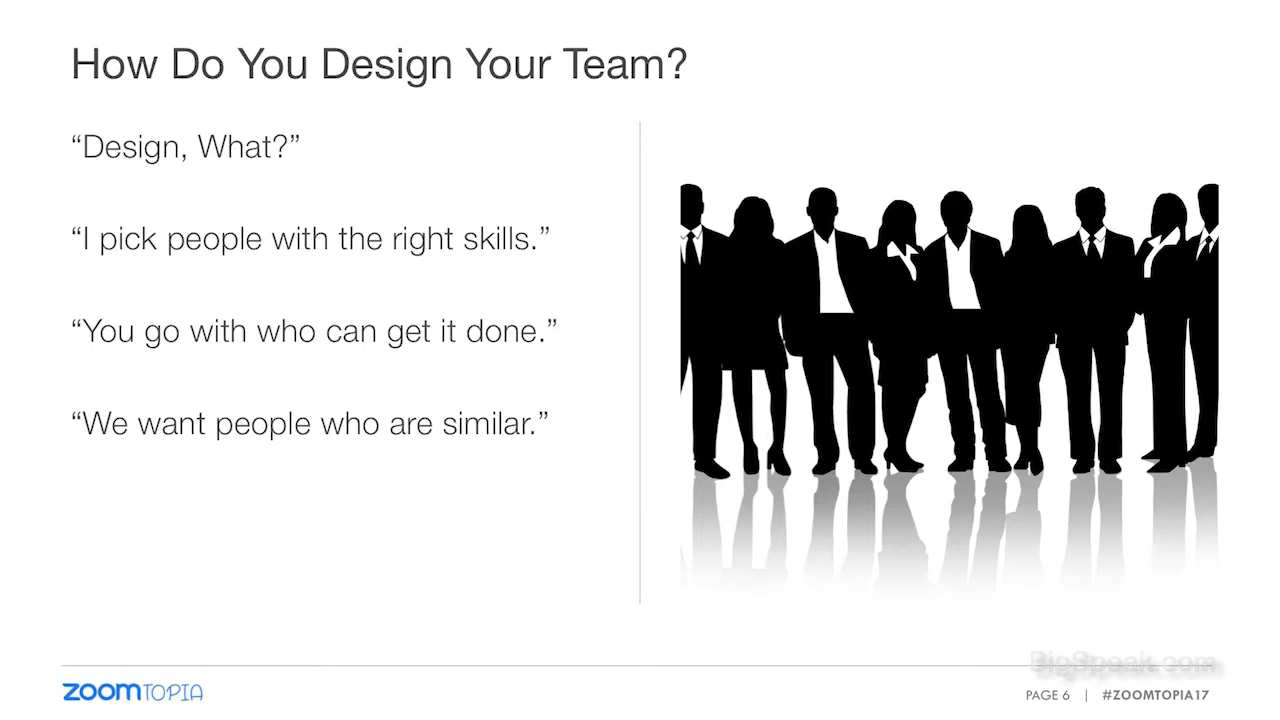 How Do You Design Your Team?
“Design, What?”
“I pick people with the right skills.”
“You go with who can get it done.”
“We want people who are similar.”
BigSpeak.com
zoomTOPIA
PAGE 6 | #ZOOMTOPIA17